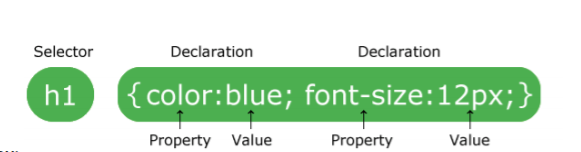 Selector Declaration Declaration
h1 {color:blue; font-size:12px;}
Property Value Property Value